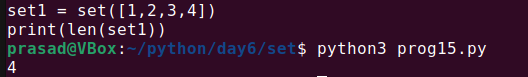 set1 = set([1,2,3,4])
print(len(set1))
prasad@VBox:~/python/day6/set$ python3 prog15.py
4